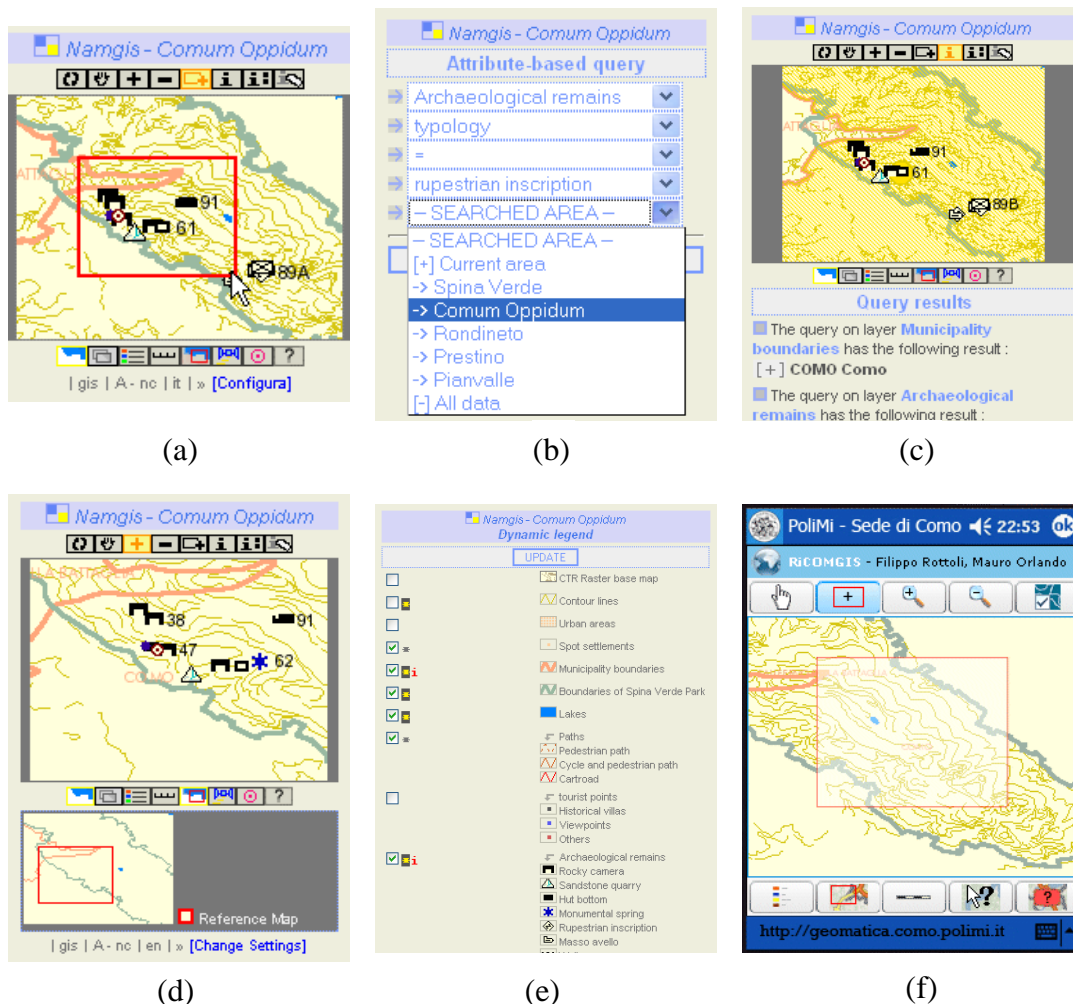 Namgis - Comum Oppidum
91
61
89A
| gis | A - nc | it | » [Configura]
(a)
Namgis - Comum Oppidum
Attribute-based query
Archaeological remains
typology
=
rupestrian inscription
– SEARCHED AREA –
– SEARCHED AREA –
[+] Current area
-> Spina Verde
-> Comum Oppidum
-> Rondineto
-> Prestino
-> Pianvalle
[-] All data
(b)
Namgis - Comum Oppidum
91
61
89B
Query results
The query on layer Municipality
boundaries has the following result :
[+] COMO Como
The query on layer Archaeological
remains has the following result :
(c)
Namgis - Comum Oppidum
38
91
47
62
Reference Map
| gis | A - nc | en | » [Change Settings]
(d)
Namgis - Comum Oppidum
Dynamic legend
UPDATE
CTR Raster base map
Contour lines
Urban areas
Spot settlements
Municipality boundaries
Boundaries of Spina Verde Park
Lakes
Paths
Pedestrian path
Cycle and pedestrian path
Cartroad
tourist points
Historical villas
Viewpoints
Others
Archaeological remains
Rocky camera
Sandstone quarry
Hut bottom
Monumental spring
Rupestrian inscription
Masso avello
(e)
PoliMi - Sede di Como 22:53 ok
RiCOMGIS - Filippo Rottoli, Mauro Orlando
http://geomatica.como.polimi.it
(f)